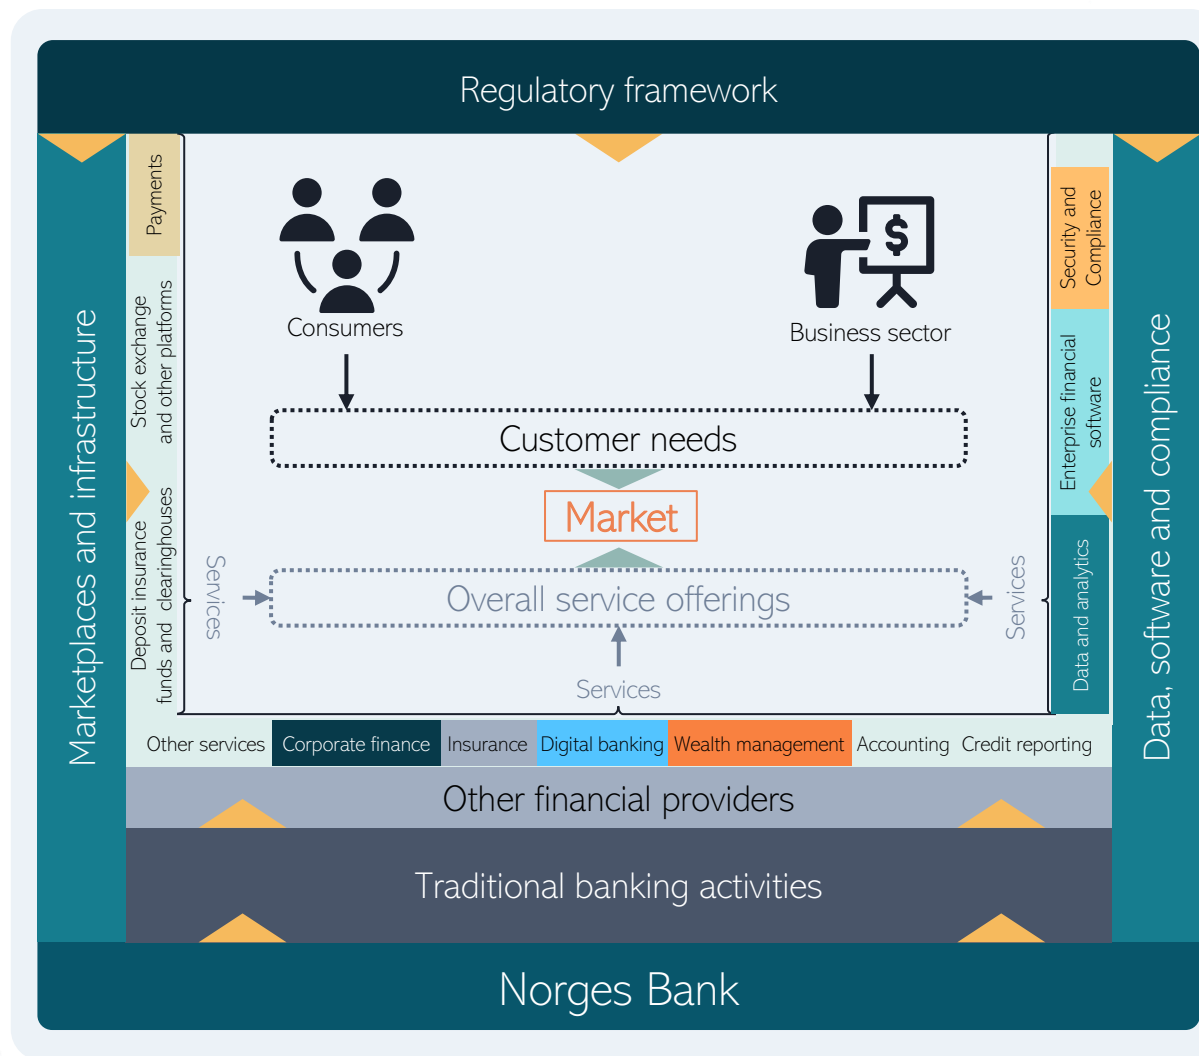 Regulatory framework
Marketplaces and infrastructure
Payments
Stock exchange
and other platforms
Deposit insurance
funds and clearinghouses
Consumers
Business sector
Customer needs
Market
Overall service offerings
Services
Services
Services
Security and
Compliance
Enterprise financial
software
Data and analytics
Data, software and compliance
Other services
Corporate finance
Insurance
Digital banking
Wealth management
Accounting
Credit reporting
Other financial providers
Traditional banking activities
Norges Bank
$